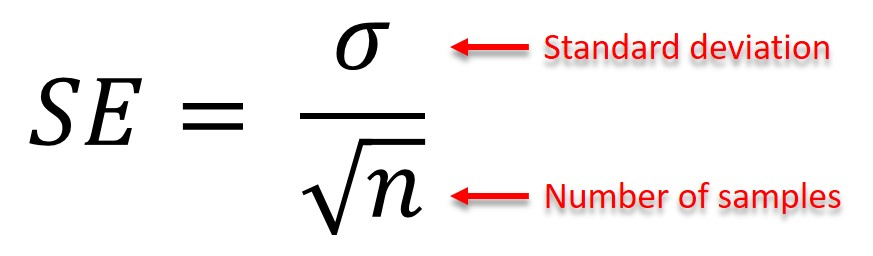 SE = σ / √n
Standard deviation
Number of samples